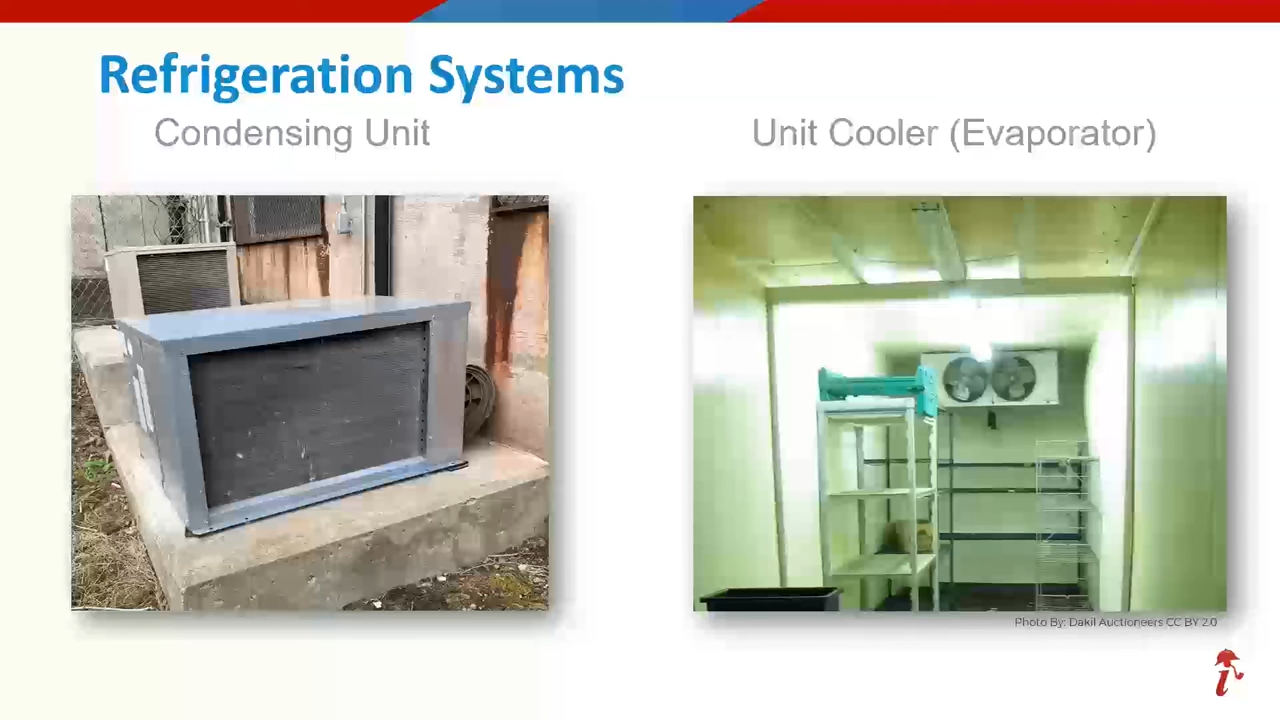 Refrigeration Systems
Condensing Unit
Unit Cooler (Evaporator)
Photo By: Dakil Auctioneers CC BY 2.0
i